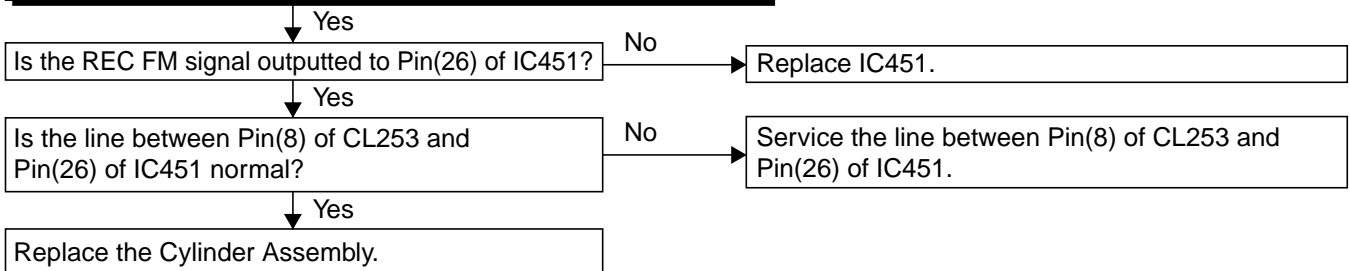 Yes
Is the REC FM signal outputted to Pin(26) of IC451?
No
Replace IC451.
Yes
Is the line between Pin(8) of CL253 and
Pin(26) of IC451 normal?
No
Service the line between Pin(8) of CL253 and
Pin(26) of IC451.
Yes
Replace the Cylinder Assembly.